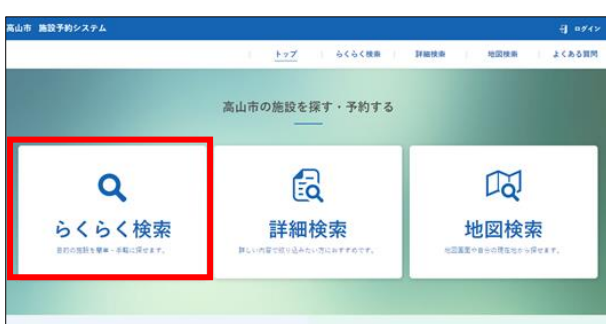 高山市 施設予約システム
ログイン
トップ
らくらく検索
詳細検索
地図検索
よくある質問
高山市の施設を探す・予約する
らくらく検索
目的の施設を簡単・手軽に探せます。
詳細検索
詳しい内容で絞り込みたい方におすすめです。
地図検索
地図画面や自分の現在地から探せます。